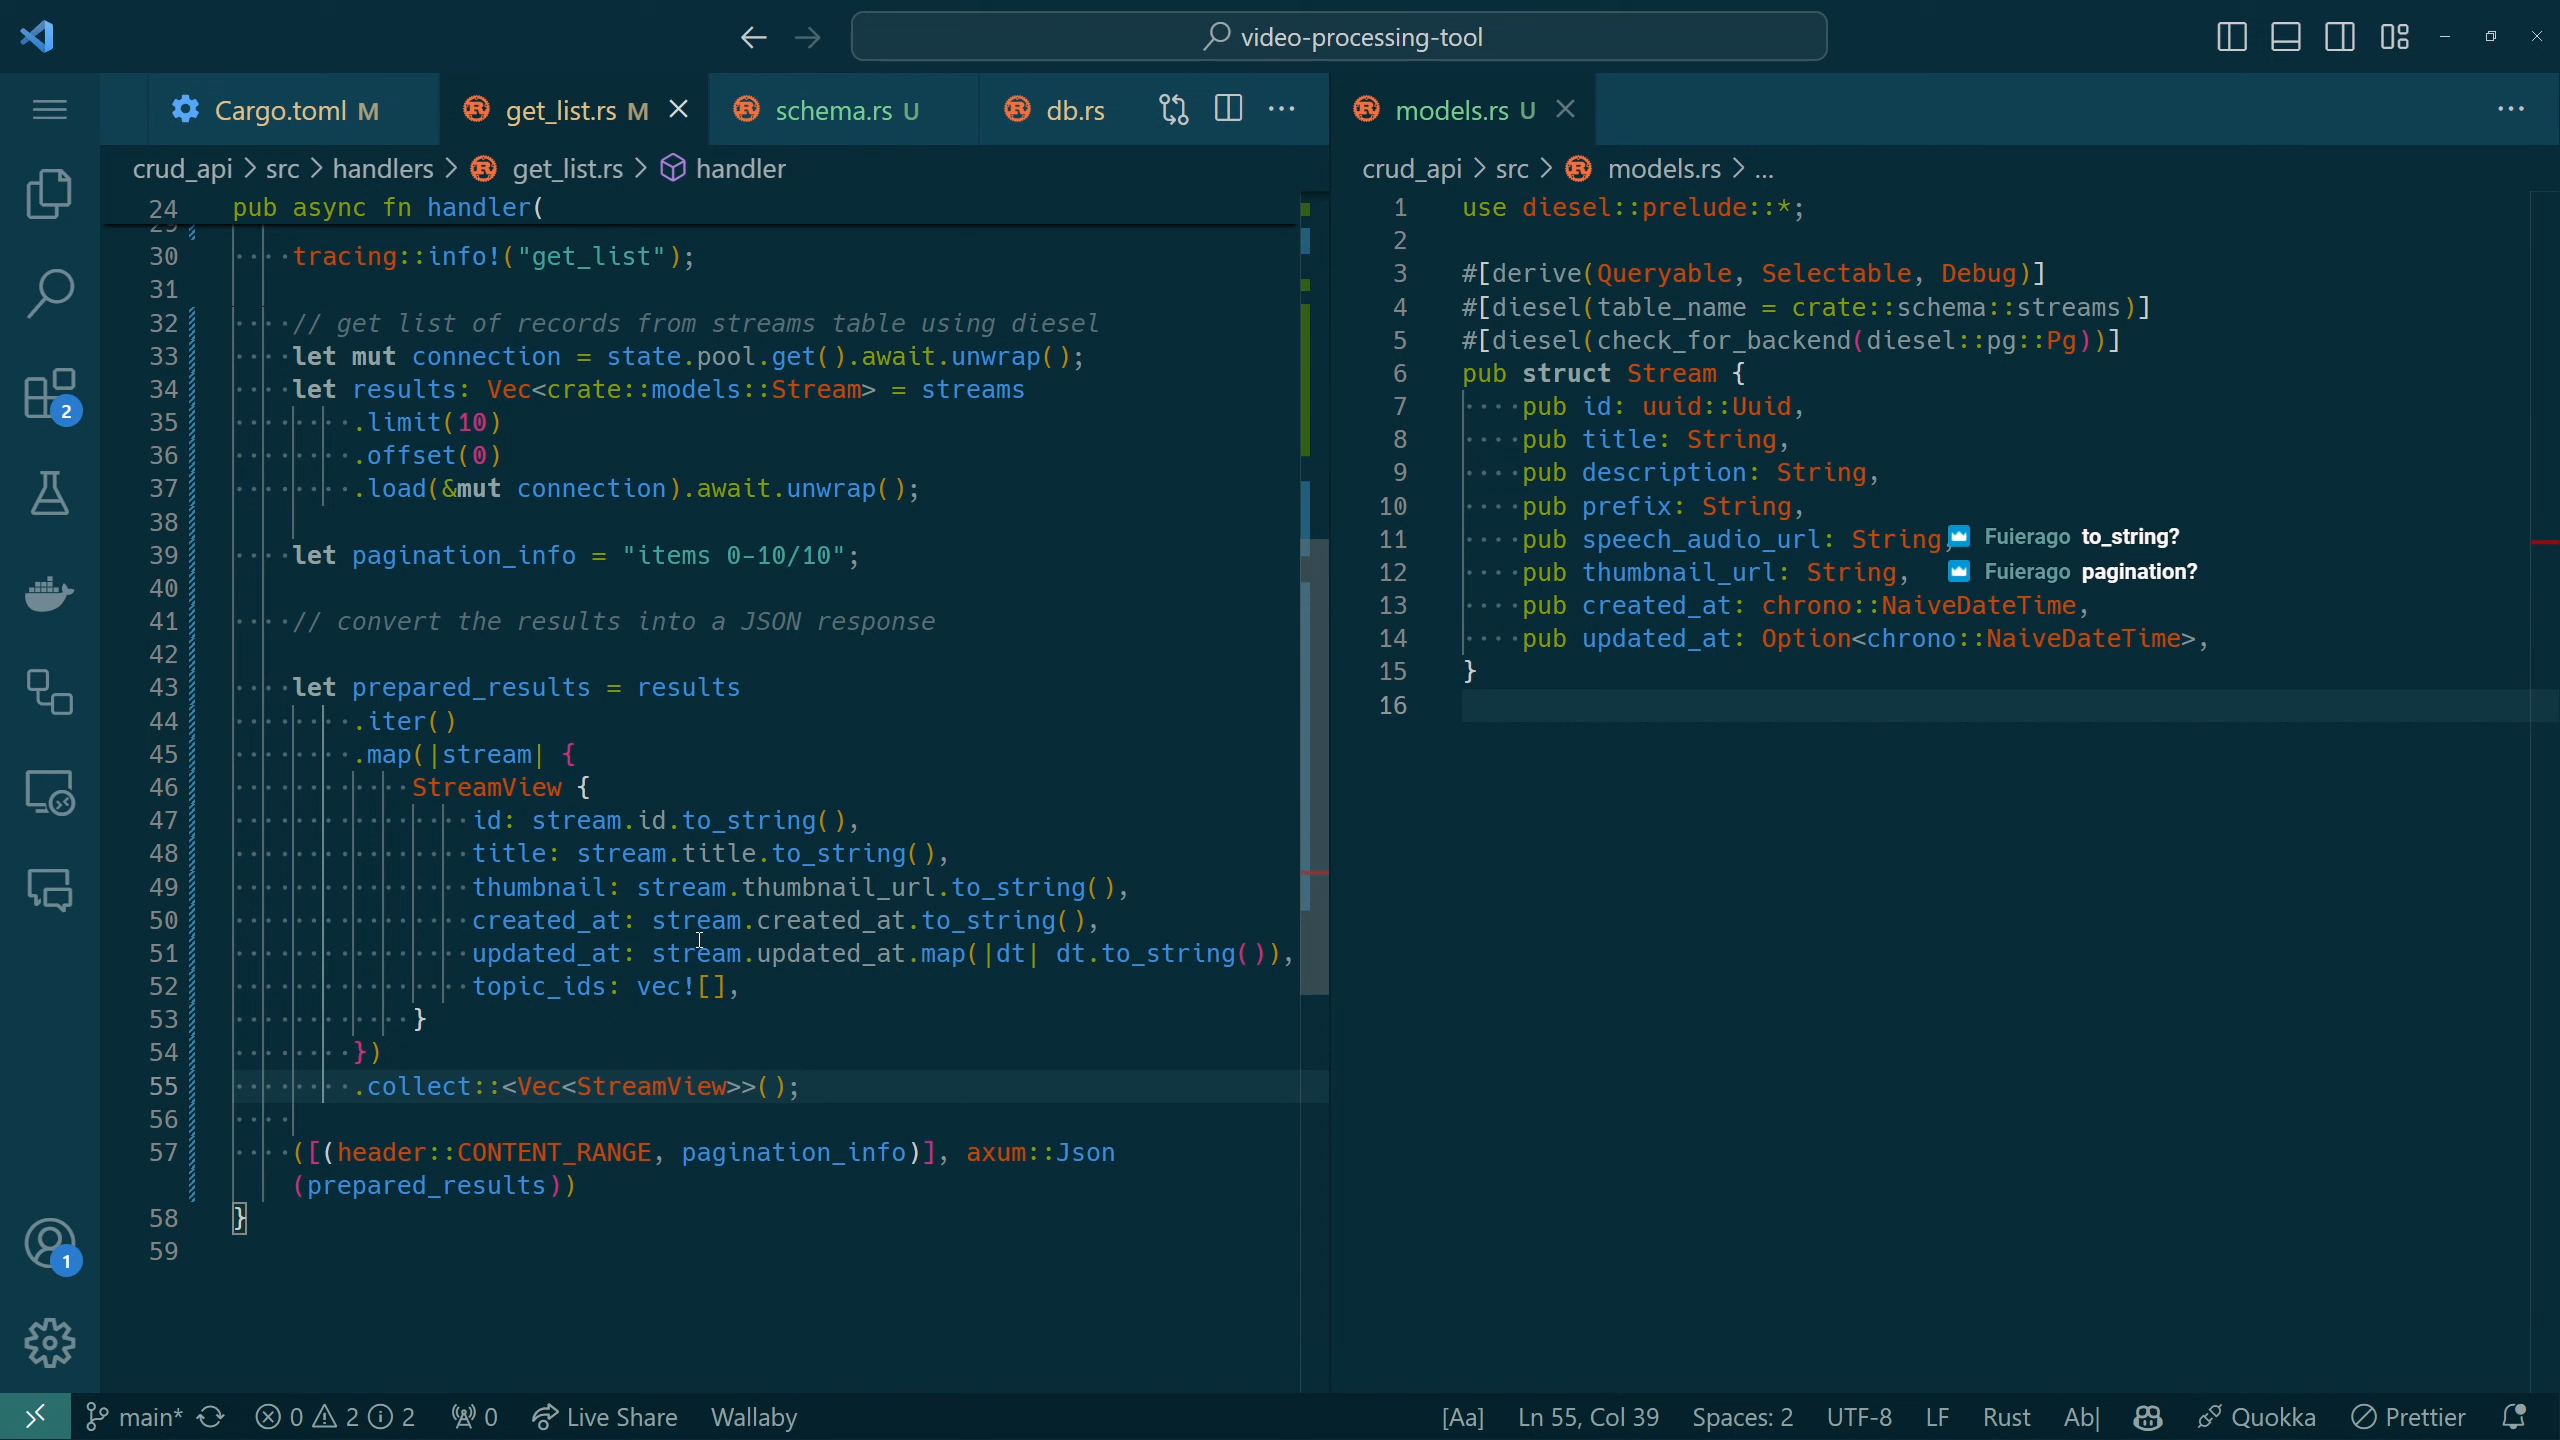 video-processing-tool
Cargo.toml M
get_list.rs M
schema.rs U
db.rs
models.rs U
crud_api > src > handlers > get_list.rs > handler
crud_api > src > models.rs > ...
24 pub async fn handler(
29
30 tracing::info!("get_list");
31
32 // get list of records from streams table using diesel
33 let mut connection = state.pool.get().await.unwrap();
34 let results: Vec<crate::models::Stream> = streams
35 .limit(10)
36 .offset(0)
37 .load(&mut connection).await.unwrap();
38
39 let pagination_info = "items 0-10/10";
40
41 // convert the results into a JSON response
42
43 let prepared_results = results
44 .iter()
45 .map(|stream| {
46 StreamView {
47 id: stream.id.to_string(),
48 title: stream.title.to_string(),
49 thumbnail: stream.thumbnail_url.to_string(),
50 created_at: stream.created_at.to_string(),
51 updated_at: stream.updated_at.map(|dt| dt.to_string()),
52 topic_ids: vec![],
53 }
54 })
55 .collect::<Vec<StreamView>>();
56
57 ([(header::CONTENT_RANGE, pagination_info)], axum::Json
(prepared_results))
58 }
59
1 use diesel::prelude::*;
2
3 #[derive(Queryable, Selectable, Debug)]
4 #[diesel(table_name = crate::schema::streams)]
5 #[diesel(check_for_backend(diesel::pg::Pg))]
6 pub struct Stream {
7 pub id: uuid::Uuid,
8 pub title: String,
9 pub description: String,
10 pub prefix: String,
11 pub speech_audio_url: String,
12 pub thumbnail_url: String,
13 pub created_at: chrono::NaiveDateTime,
14 pub updated_at: Option<chrono::NaiveDateTime>,
15 }
16
Fuierago to_string?
Fuierago pagination?
2
1
main* 0 2 2 0 Live Share Wallaby
[Aa] Ln 55, Col 39 Spaces: 2 UTF-8 LF Rust Ab| Quokka Prettier